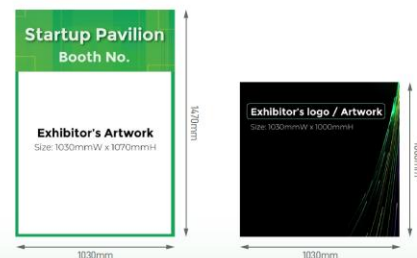 Startup Pavilion
Booth No.
Exhibitor's Artwork
Size: 1030mmW x 1070mmH
1470mm
1030mm
Exhibitor's logo / Artwork
Size: 1030mmW x 1000mmH
1030mm